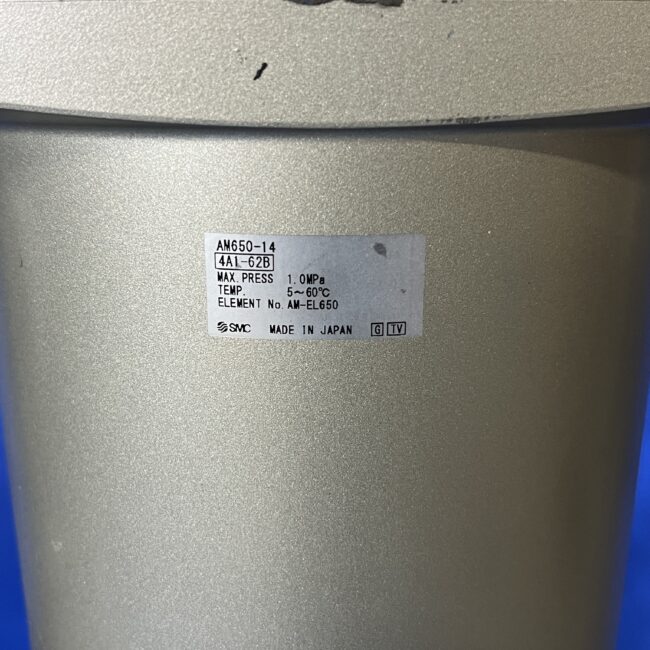 AM650-14
4A1-62B
MAX. PRESS 1.0MPa
TEMP. 5~60℃
ELEMENT No. AM-EL650
SMC MADE IN JAPAN G TV